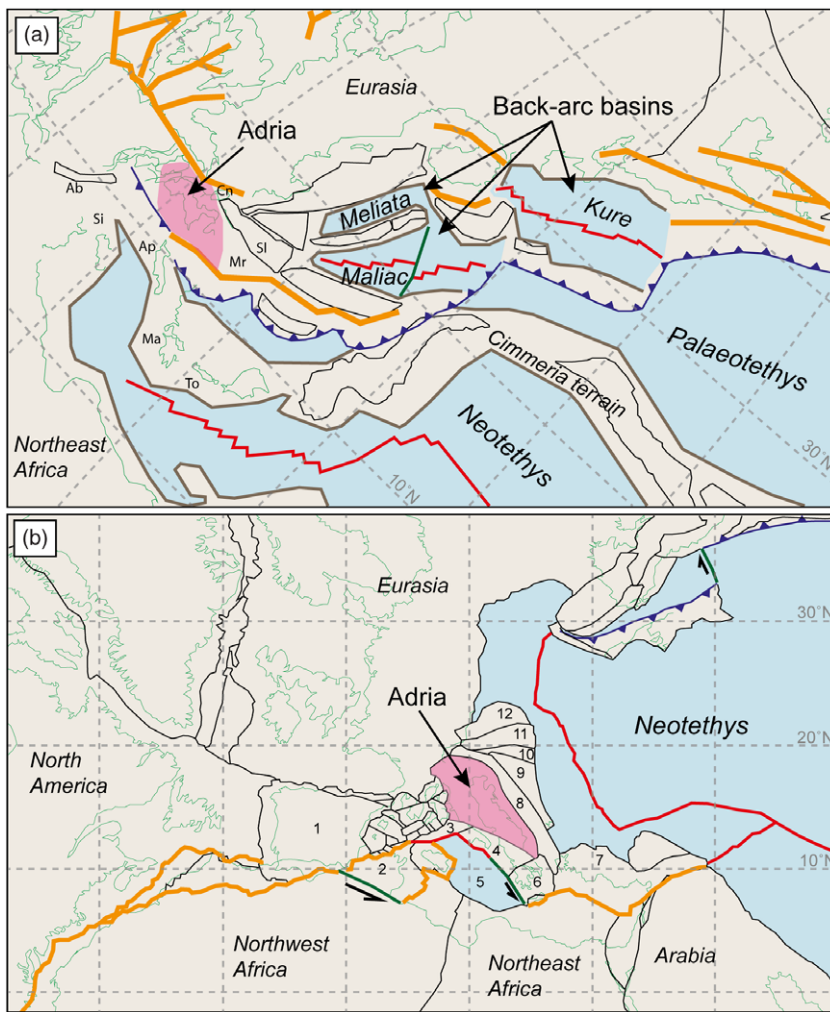 (a)
Eurasia
Back-arc basins
Adria
Ab
Cn
Meliata
Kure
Si
Sl
Ap
Mr
Maliac
Palaeotethys
Ma
To
Cimmeria terrain
Neotethys
Northeast
Africa
10 N
30 N
(b)
Eurasia
30°N
Adria
12
Neotethys
11
20°N
10
North
America
9
8
1
3
4
7
10°N
2
5
6
Northwest
Africa
Northeast
Africa
Arabia